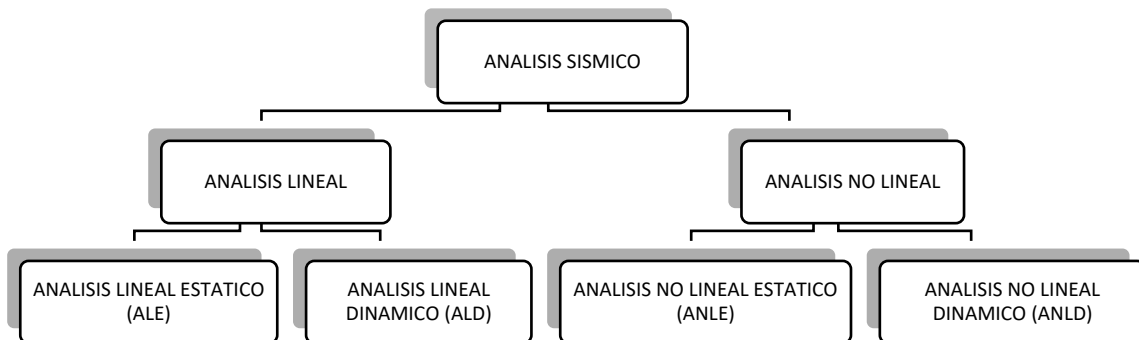 ANALISIS SISMICO
ANALISIS LINEAL
ANALISIS NO LINEAL
ANALISIS LINEAL ESTATICO
(ALE)
ANALISIS LINEAL
DINAMICO (ALD)
ANALISIS NO LINEAL ESTATICO
(ANLE)
ANALISIS NO LINEAL
DINAMICO (ANLD)